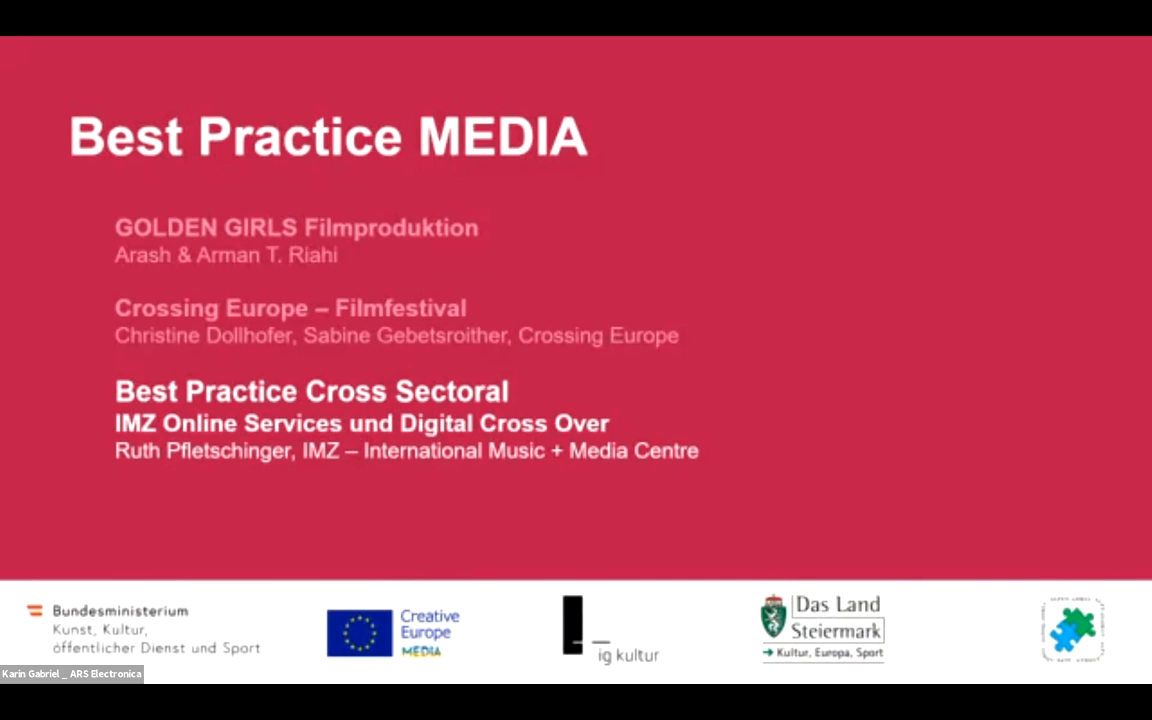 Best Practice MEDIA
GOLDEN GIRLS Filmproduktion
Arash & Arman T. Riahi
Crossing Europe – Filmfestival
Christine Dollhofer, Sabine Gebetsroither, Crossing Europe
Best Practice Cross Sectoral
IMZ Online Services und Digital Cross Over
Ruth Pfletschinger, IMZ – International Music + Media Centre
Bundesministerium
Kunst, Kultur,
öffentlicher Dienst und Sport
Creative
Europe
MEDIA
ig kultur
Das Land
Steiermark
→ Kultur, Europa, Sport
Karin Gabriel _ ARS Electronica